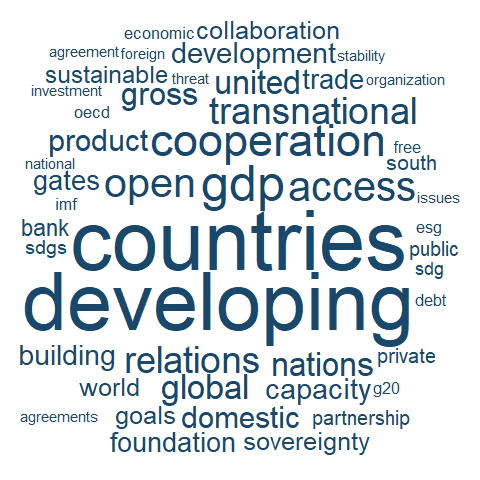 economic collaboration
agreement foreign development stability
sustainable threat united trade organization
investment gross transnational
oecd
product cooperation free
national south
gates open gdp access issues
imf
bank countries esg
sdgs public
sdg
developing debt
building relations nations private
world global capacity g20
agreements goals domestic partnership
foundation sovereignty